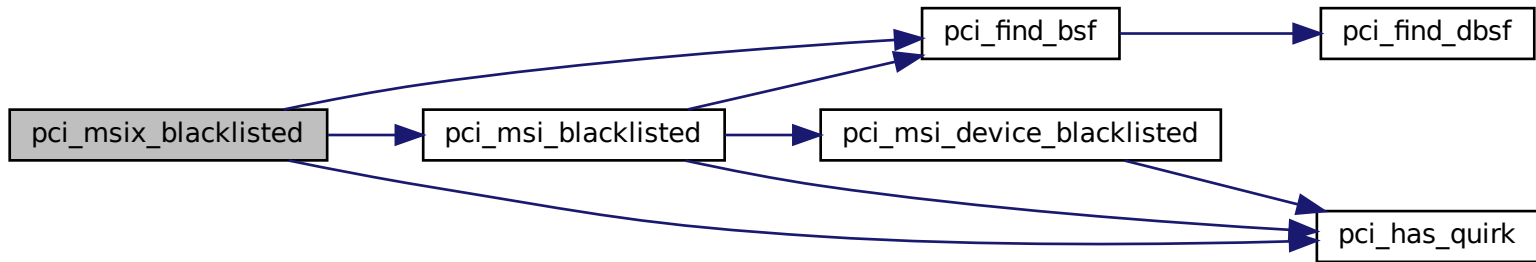 pci_find_bsf
pci_find_dbsf
pci_msix_blacklisted
pci_msi_blacklisted
pci_msi_device_blacklisted
pci_has_quirk